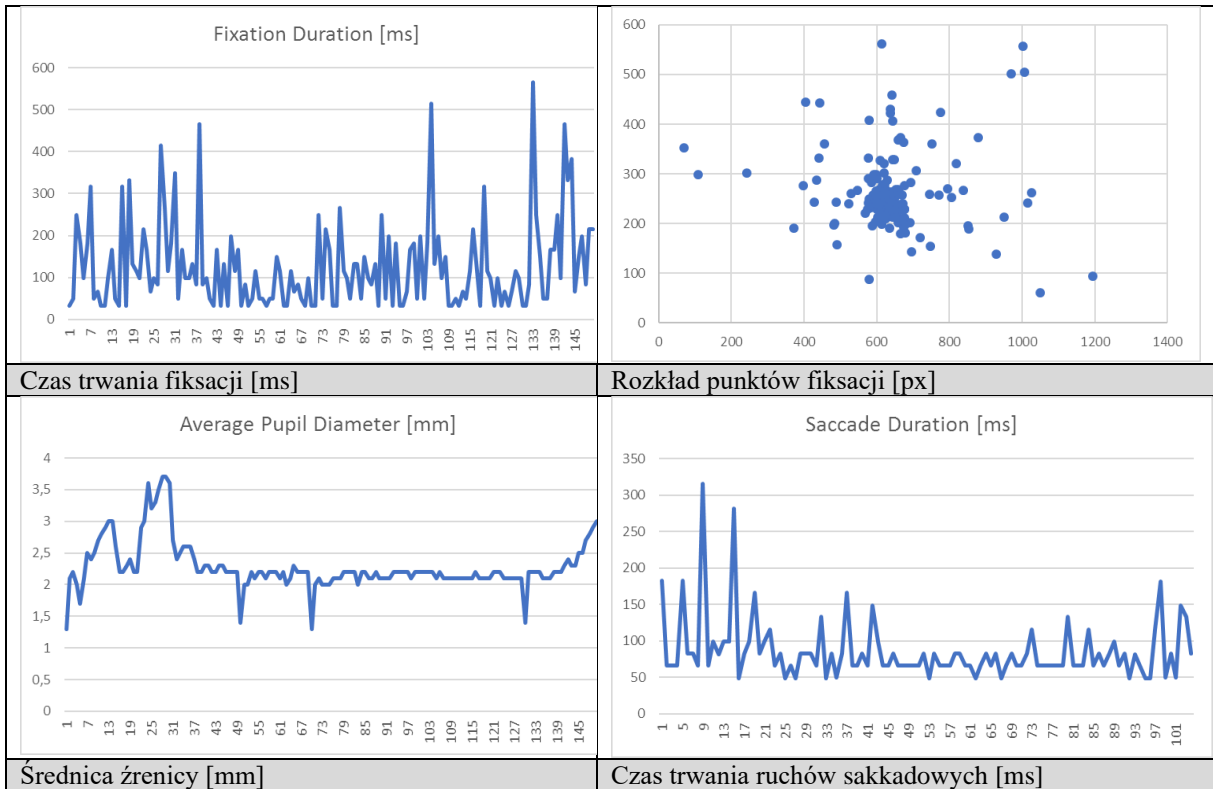 Fixation Duration [ms]
600
500
400
300
200
100
0
1 7 13 19 25 31 37 43 49 55 61 67 73 79 85 91 97 103 109 115 121 127 133 139 145
Czas trwania fiksacji [ms]
600
500
400
300
200
100
0
0 200 400 600 800 1000 1200 1400
Rozkład punktów fiksacji [px]
Average Pupil Diameter [mm]
4
3,5
3
2,5
2
1,5
1
0,5
0
1 7 13 19 25 31 37 43 49 55 61 67 73 79 85 91 97 103 109 115 121 127 133 139 145
Średnica źrenicy [mm]
Saccade Duration [ms]
350
300
250
200
150
100
50
0
1 5 9 13 17 21 25 29 33 37 41 45 49 53 57 61 65 69 73 77 81 85 89 93 97 101
Czas trwania ruchów sakkadowych [ms]